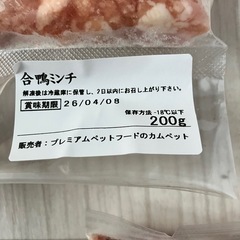 合鴨ミンチ
解凍後は冷蔵庫に保管し、2日以内にお召し上がり下さい。
賞味期限 26/04/08
保存方法 -18℃以下
200g
販売者:プレミアムペットフードのカムペット